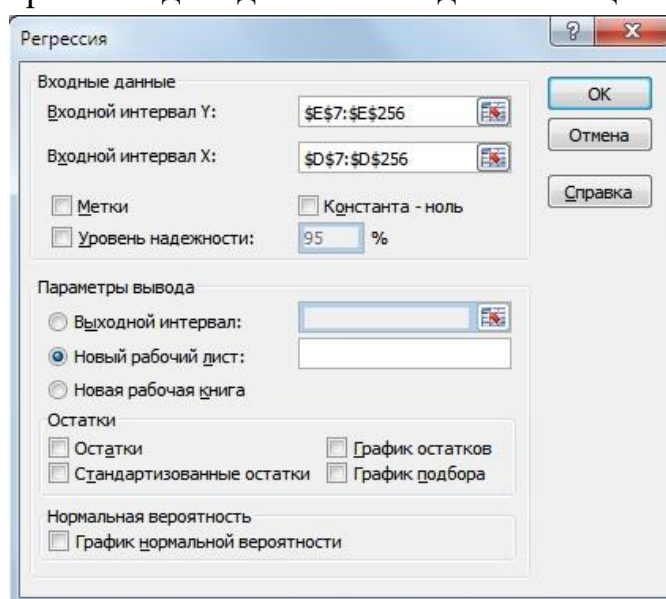 Регрессия
Входные данные
Входной интервал Y: $E$7:$E$256
Входной интервал X: $D$7:$D$256
Метки Константа - ноль
Уровень надежности: 95 %
OK
Отмена
Справка
Параметры вывода
Выходной интервал:
Новый рабочий лист:
Новая рабочая книга
Остатки
Остатки График остатков
Стандартизованные остатки График подбора
Нормальная вероятность
График нормальной вероятности